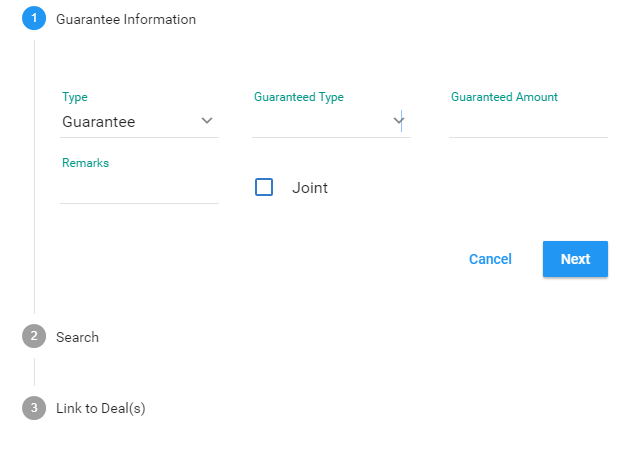 1 Guarantee Information
Type Guaranteed Type Guaranteed Amount
Guarantee
Remarks
Joint
Cancel Next
2 Search
3 Link to Deal(s)